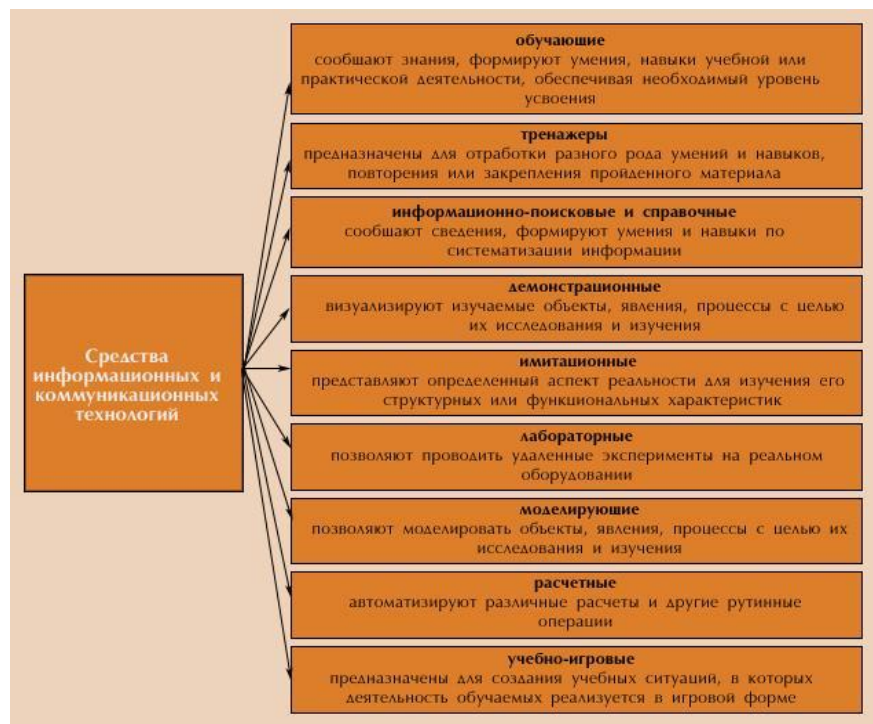 обучающие
сообщают знания, формируют умения, навыки учебной или
практической деятельности, обеспечивая необходимый уровень
усвоения
тренажеры
предназначены для отработки разного рода умений и навыков,
повторения или закрепления пройденного материала
информационно-поисковые и справочные
сообщают сведения, формируют умения и навыки по
систематизации информации
демонстрационные
визуализируют изучаемые объекты, явления, процессы с целью
их исследования и изучения
Средства
информационных и
коммуникационных
технологий
имитационные
представляют определенный аспект реальности для изучения его
структурных или функциональных характеристик
лабораторные
позволяют проводить удаленные эксперименты на реальном
оборудовании
моделирующие
позволяют моделировать объекты, явления, процессы с целью их
исследования и изучения
расчетные
автоматизируют различные расчеты и другие рутинные
операции
учебно-игровые
предназначены для создания учебных ситуаций, в которых
деятельность обучаемых реализуется в игровой форме